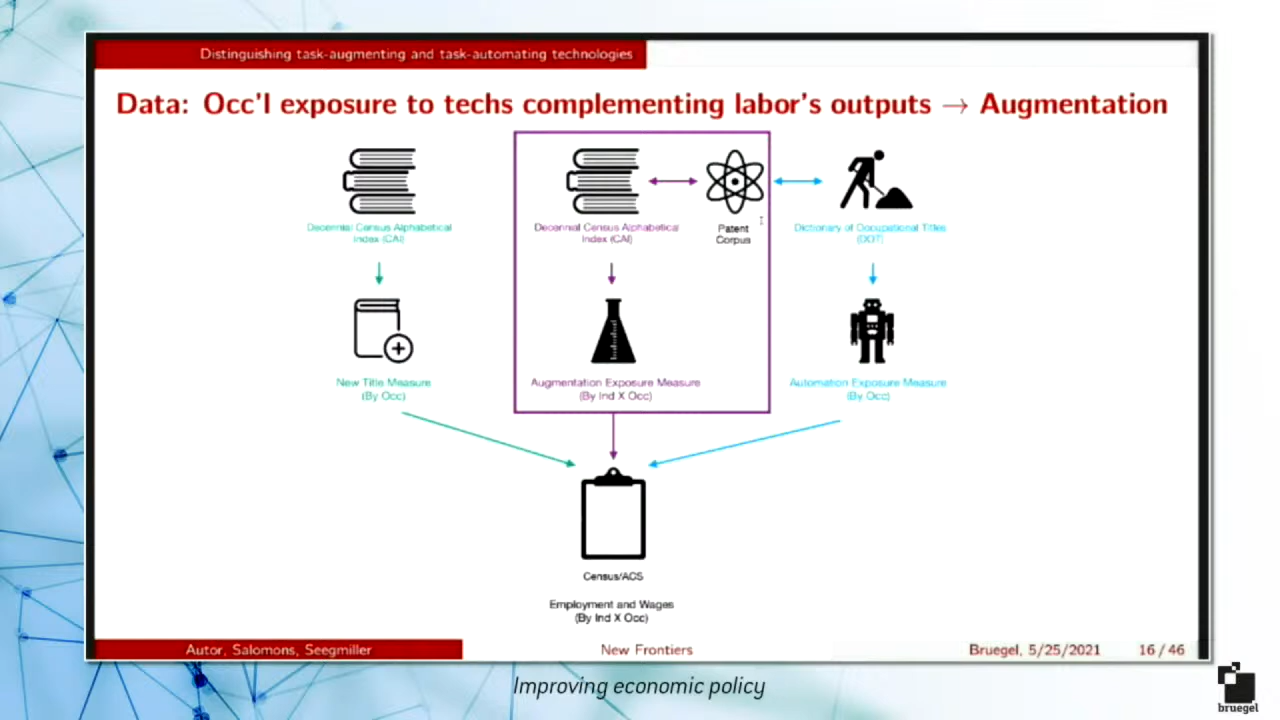 Distinguishing task-augmenting and task-automating technologies
Data: Occ'l exposure to techs complementing labor's outputs → Augmentation
Decennial Census Alphabetical
Index (CAI)
Decennial Census Alphabetical
Index (CAI)
Patent
Corpus
Dictionary of Occupational Titles
(DOT)
New Title Measure
(By Occ)
Augmentation Exposure Measure
(By Ind X Occ)
Automation Exposure Measure
(By Occ)
Census/ACS
Employment and Wages
(By Ind X Occ)
Autor, Salomons, Seegmiller
New Frontiers
Bruegel, 5/25/2021
16 / 46
Improving economic policy
bruegel